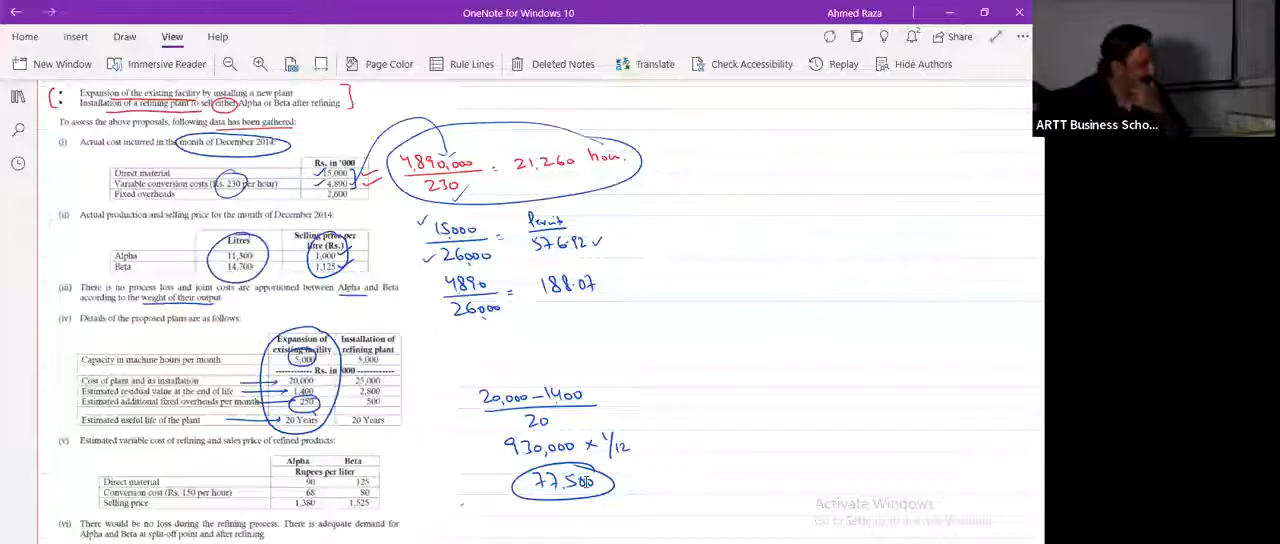 OneNote for Windows 10
Ahmed Raza
Home Insert Draw View Help
Share
New Window Immersive Reader Page Color Rule Lines Deleted Notes Translate Check Accessibility Replay Hide Authors
Expansion of the existing facility by installing a new plant
Installation of a refining plant to sell either Alpha or Beta after refining
To assess the above proposals, following data has been gathered:
(i) Actual cost incurred in the month of December 2014:
Rs. in '000
Direct material 15,000
Variable conversion costs (Rs. 230 per hour) 4,890
Fixed overheads 2,600
4,890,000 / 230 = 21,260 hour.
(ii) Actual production and selling price for the month of December 2014:
Litres Selling price per litre (Rs.)
Alpha 11,300 1,000
Beta 14,700 1,125
Per unit
15000 / 26000 = 576.92
4890 / 26000 = 188.07
(iii) There is no process loss and joint costs are apportioned between Alpha and Beta
according to the weight of their output.
(iv) Details of the proposed plans are as follows:
Expansion of existing facility Installation of refining plant
Capacity in machine hours per month 5,000 5,000
------------ Rs. in '000 ------------
Cost of plant and its installation 20,000 25,000
Estimated residual value at the end of life 1,400 2,800
Estimated additional fixed overheads per month 250 500
Estimated useful life of the plant 20 Years 20 Years
20,000 - 1400
20
930,000 × 1/12
77,500
(v) Estimated variable cost of refining and sales price of refined products:
Alpha Beta
Rupees per liter
Direct material 90 125
Conversion cost (Rs. 150 per hour) 68 80
Selling price 1,380 1,525
(vi) There would be no loss during the refining process. There is adequate demand for
Alpha and Beta at split-off point and after refining.
Activate Windows
Go to Settings to activate Windows.
ARTT Business Scho...